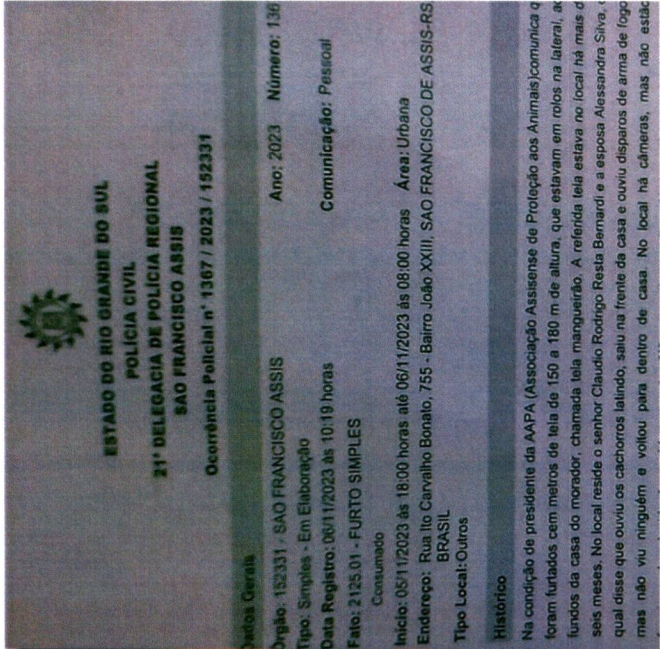 ESTADO DO RIO GRANDE DO SUL
POLÍCIA CIVIL
21ª DELEGACIA DE POLÍCIA REGIONAL
SAO FRANCISCO ASSIS
Ocorrência Policial nº 1367 / 2023 / 152331
Dados Gerais
Órgão: 152331 - SAO FRANCISCO ASSIS Ano: 2023 Número: 136
Tipo: Simples - Em Elaboração
Data Registro: 06/11/2023 às 10:19 horas Comunicação: Pessoal
Fato: 2125.01 - FURTO SIMPLES
Consumado
Início: 05/11/2023 às 18:00 horas até 06/11/2023 às 08:00 horas Área: Urbana
Endereço: Rua Ito Carvalho Bonato, 755 - Bairro João XXIII, SAO FRANCISCO DE ASSIS-RS
BRASIL
Tipo Local: Outros
Histórico
Na condição de presidente da AAPA (Associação Assisense de Proteção aos Animais)comunica q
foram furtados cem metros de tela de 150 a 180 m de altura, que estavam em rolos na lateral, ao
fundos da casa do morador, chamada tela mangueirão. A referida tela estava no local há mais d
seis meses. No local reside o senhor Claudio Rodrigo Resta Bernardi e a esposa Alessandra Silva,
qual disse que ouviu os cachorros latindo, saiu na frente da casa e ouviu disparos de arma de fogo
mas não viu ninguém e voltou para dentro de casa. No local há câmeras, mas não estão